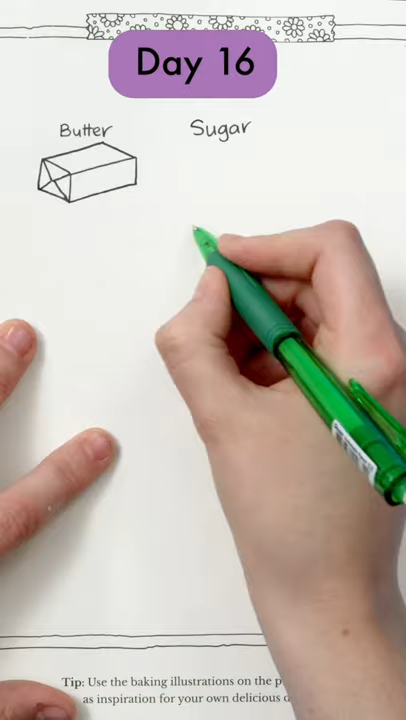 Day 16
Butter
Sugar
Tip: Use the baking illustrations on the p
as inspiration for your own delicious d